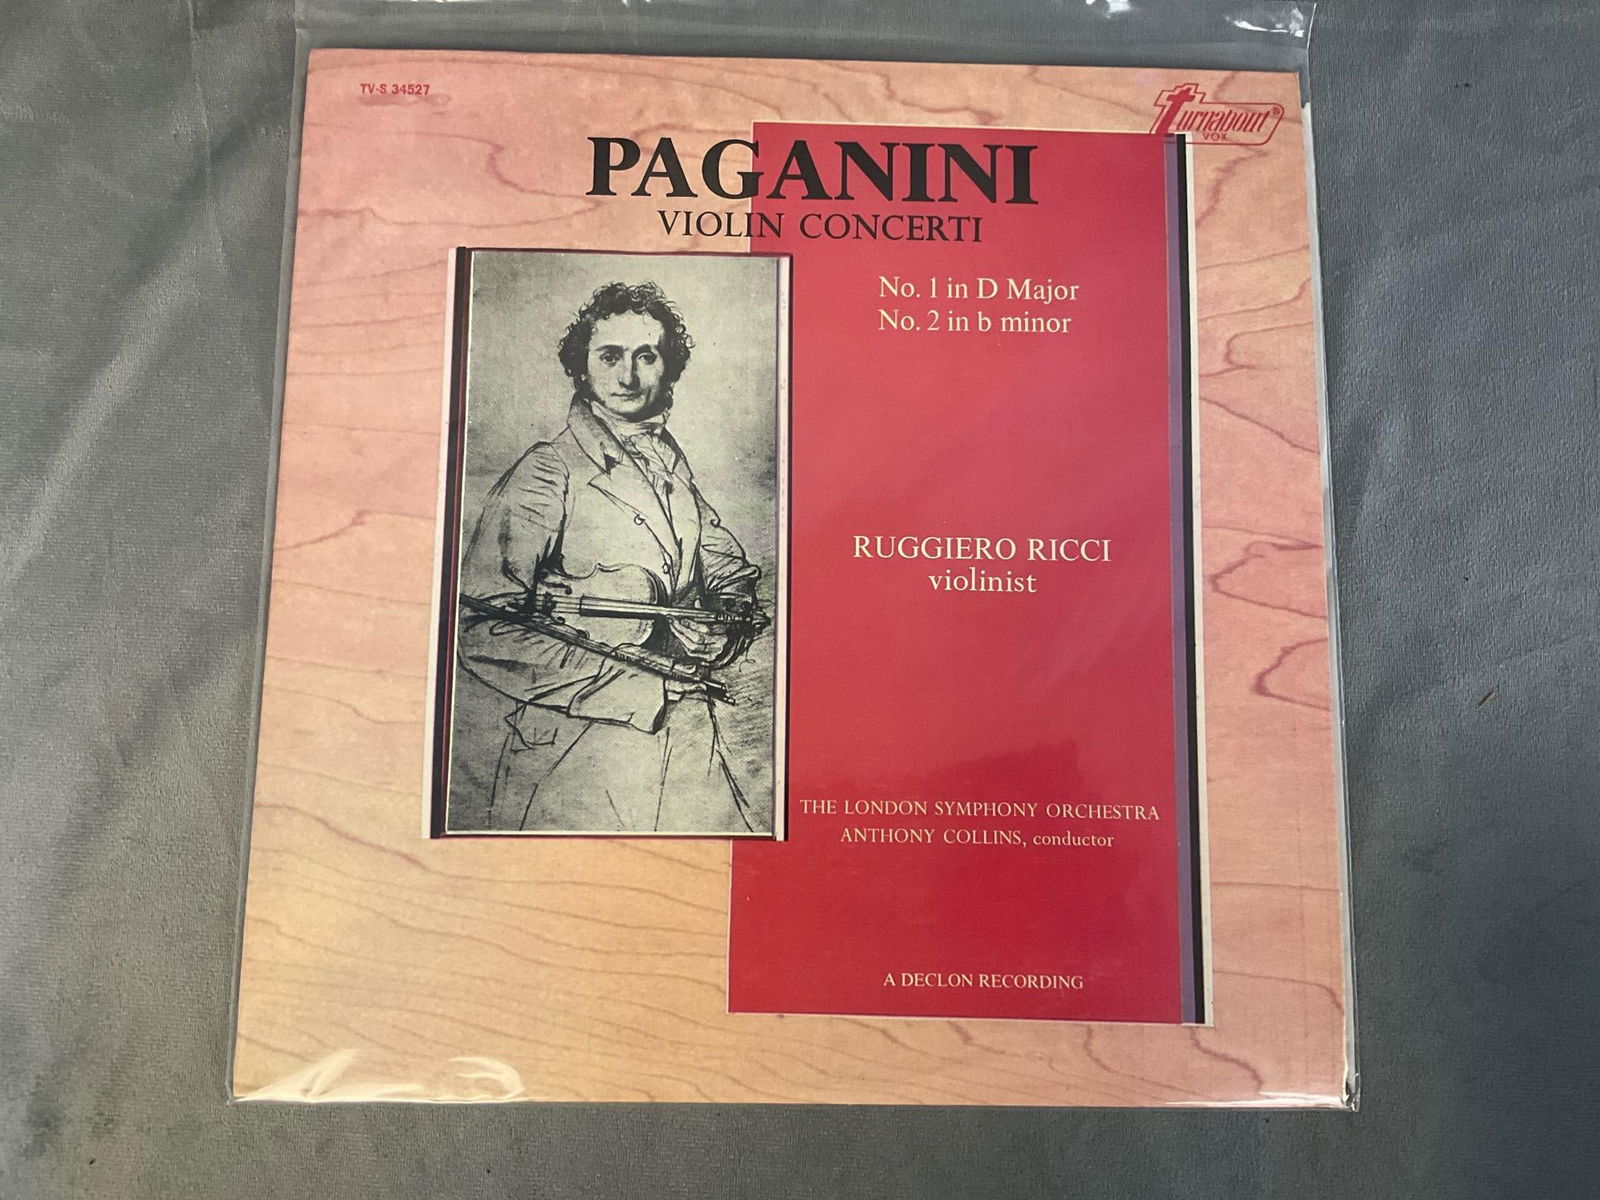 TV-S 34527
Turnabout®
VOX
PAGANINI
VIOLIN CONCERTI
No. 1 in D Major
No. 2 in b minor
RUGGIERO RICCI
violinist
THE LONDON SYMPHONY ORCHESTRA
ANTHONY COLLINS, conductor
A DECLON RECORDING